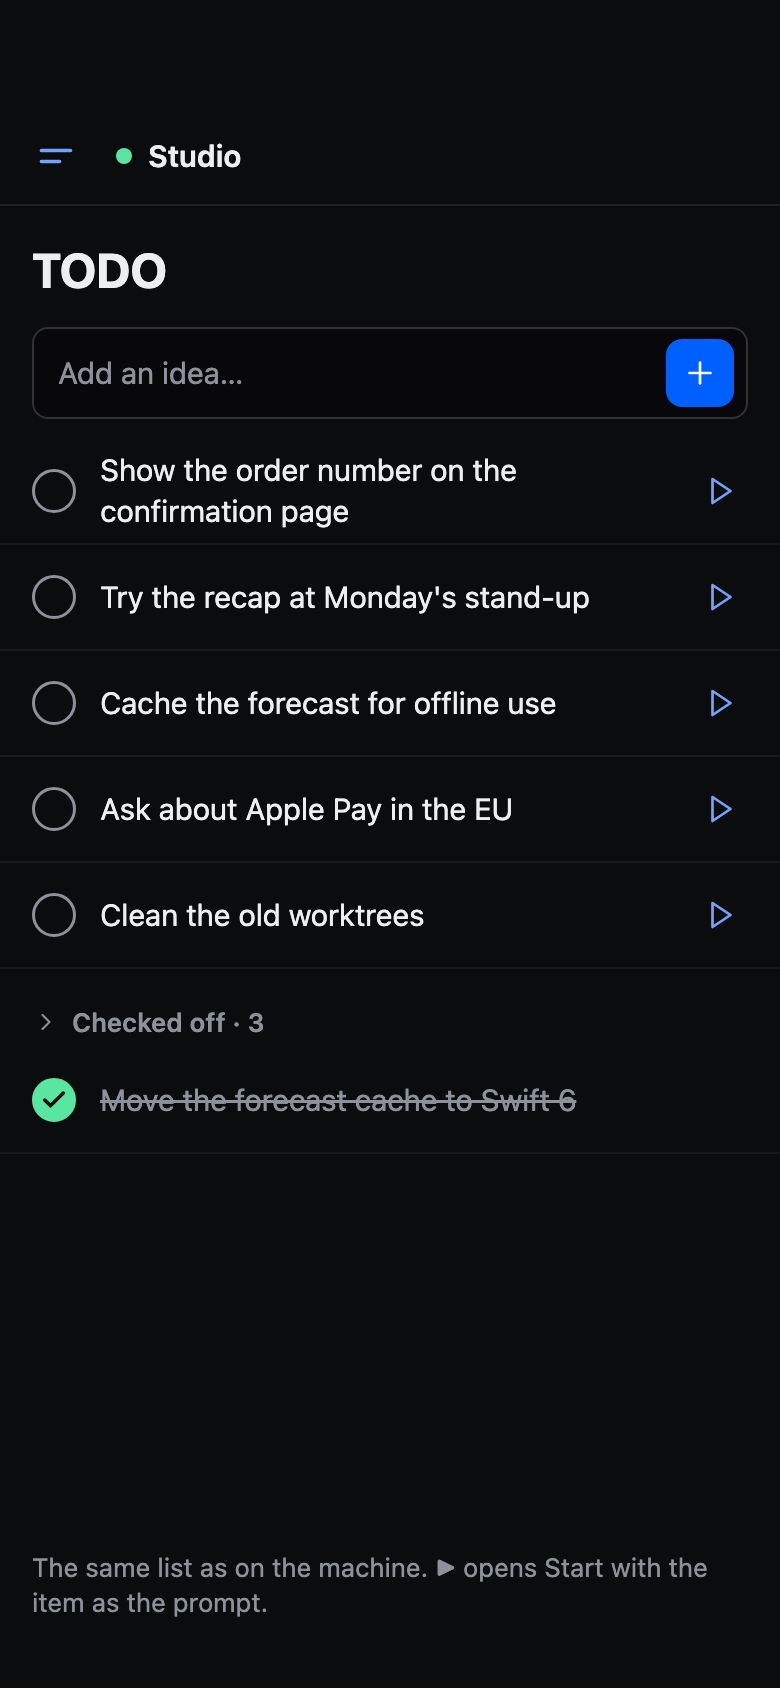 Studio
TODO
Add an idea...
Show the order number on the
confirmation page
Try the recap at Monday's stand-up
Cache the forecast for offline use
Ask about Apple Pay in the EU
Clean the old worktrees
Checked off · 3
Move the forecast cache to Swift 6
The same list as on the machine. ▶ opens Start with the
item as the prompt.